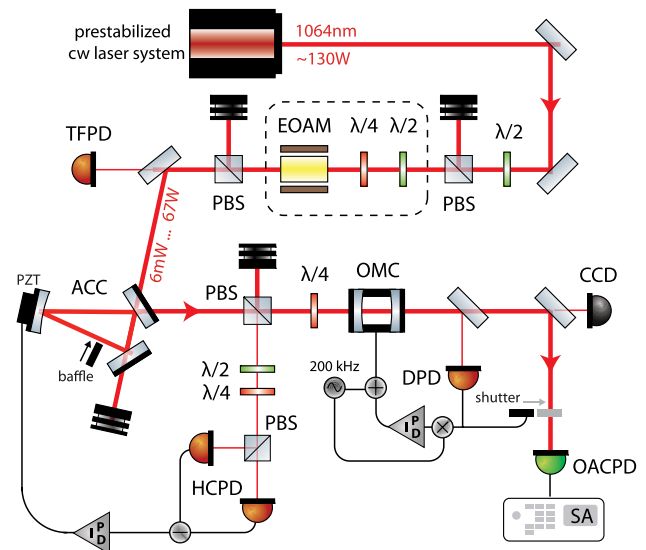 prestabilized
cw laser system
1064nm
~130W
TFPD
EOAM
λ/4
λ/2
λ/2
PBS
PBS
6mW ... 67W
PZT
ACC
PBS
λ/4
OMC
CCD
baffle
λ/2
λ/4
200 kHz
DPD
shutter
PBS
I P D
HCPD
OACPD
I P D
SA